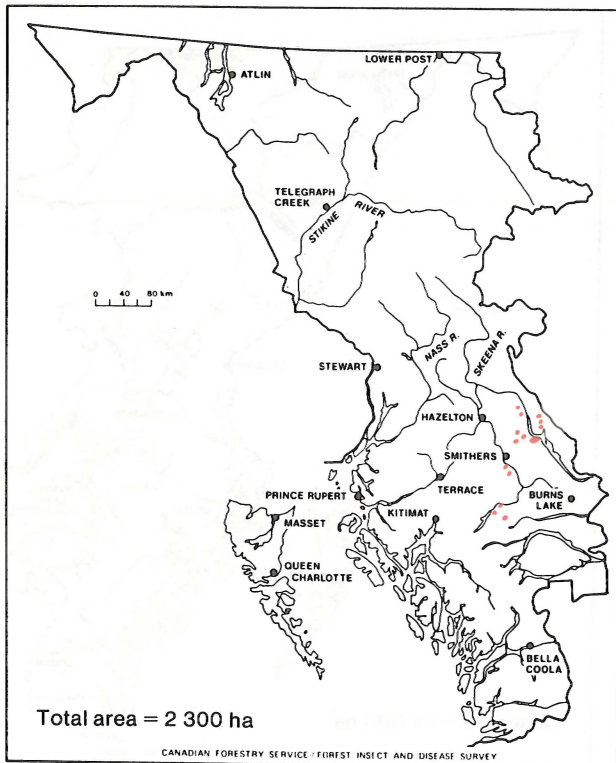 LOWER POST
ATLIN
TELEGRAPH
CREEK
STIKINE RIVER
0 40 80 km
STEWART
NASS R.
SKEENA R.
HAZELTON
SMITHERS
TERRACE
PRINCE RUPERT
BURNS
LAKE
KITIMAT
MASSET
QUEEN
CHARLOTTE
BELLA
COOLA
Total area = 2 300 ha
CANADIAN FORESTRY SERVICE / FOREST INSECT AND DISEASE SURVEY